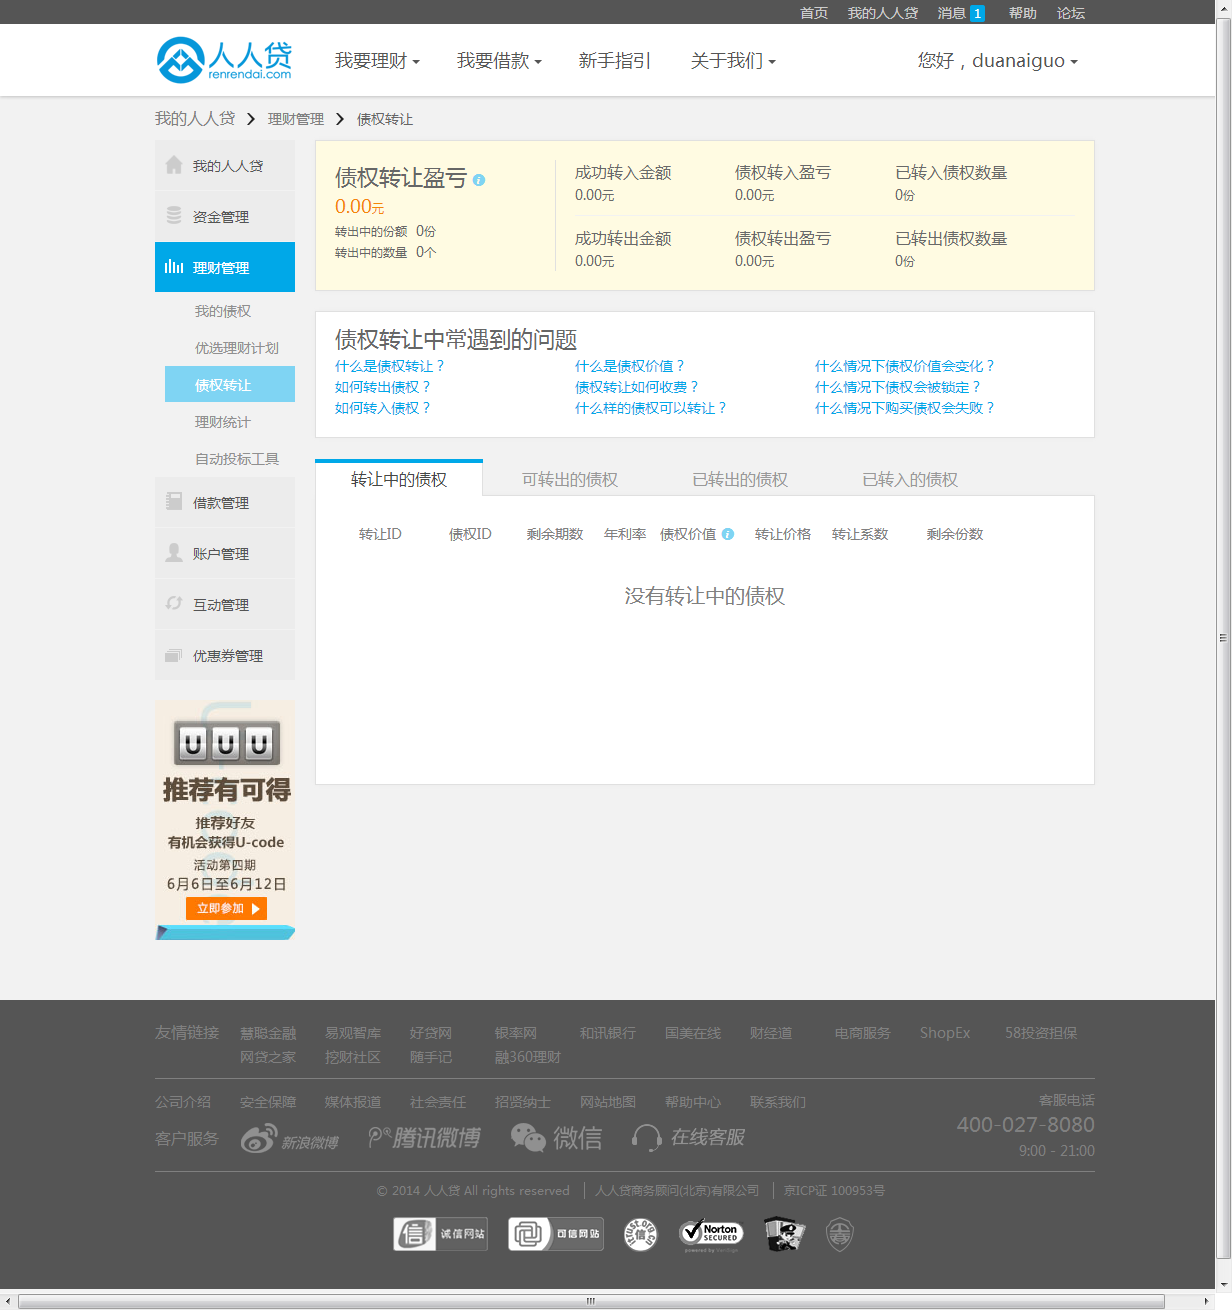 首页 我的人人贷 消息 1 帮助 论坛
人人贷 renrendai.com 我要理财 我要借款 新手指引 关于我们 您好，duanaiguo
我的人人贷 理财管理 债权转让
我的人人贷
资金管理
理财管理
我的债权
优选理财计划
债权转让
理财统计
自动投标工具
借款管理
账户管理
互动管理
优惠券管理
UUU
推荐有可得
推荐好友
有机会获得U-code
活动第四期
6月6日至6月12日
立即参加
债权转让盈亏
0.00元
转出中的份额 0份
转出中的数量 0个
成功转入金额 债权转入盈亏 已转入债权数量
0.00元 0.00元 0份
成功转出金额 债权转出盈亏 已转出债权数量
0.00元 0.00元 0份
债权转让中常遇到的问题
什么是债权转让？ 什么是债权价值？ 什么情况下债权价值会变化？
如何转出债权？ 债权转让如何收费？ 什么情况下债权会被锁定？
如何转入债权？ 什么样的债权可以转让？ 什么情况下购买债权会失败？
转让中的债权 可转出的债权 已转出的债权 已转入的债权
转让ID 债权ID 剩余期数 年利率 债权价值 转让价格 转让系数 剩余份数
没有转让中的债权
友情链接 慧聪金融 易观智库 好贷网 银率网 和讯银行 国美在线 财经道 电商服务 ShopEx 58投资担保
网贷之家 挖财社区 随手记 融360理财
公司介绍 安全保障 媒体报道 社会责任 招贤纳士 网站地图 帮助中心 联系我们 客服电话
客户服务 新浪微博 腾讯微博 微信 在线客服 400-027-8080
9:00 - 21:00
© 2014 人人贷 All rights reserved 人人贷商务顾问(北京)有限公司 京ICP证 100953号
信 诚信网站 可信网站 信 Norton SECURED powered by VeriSign